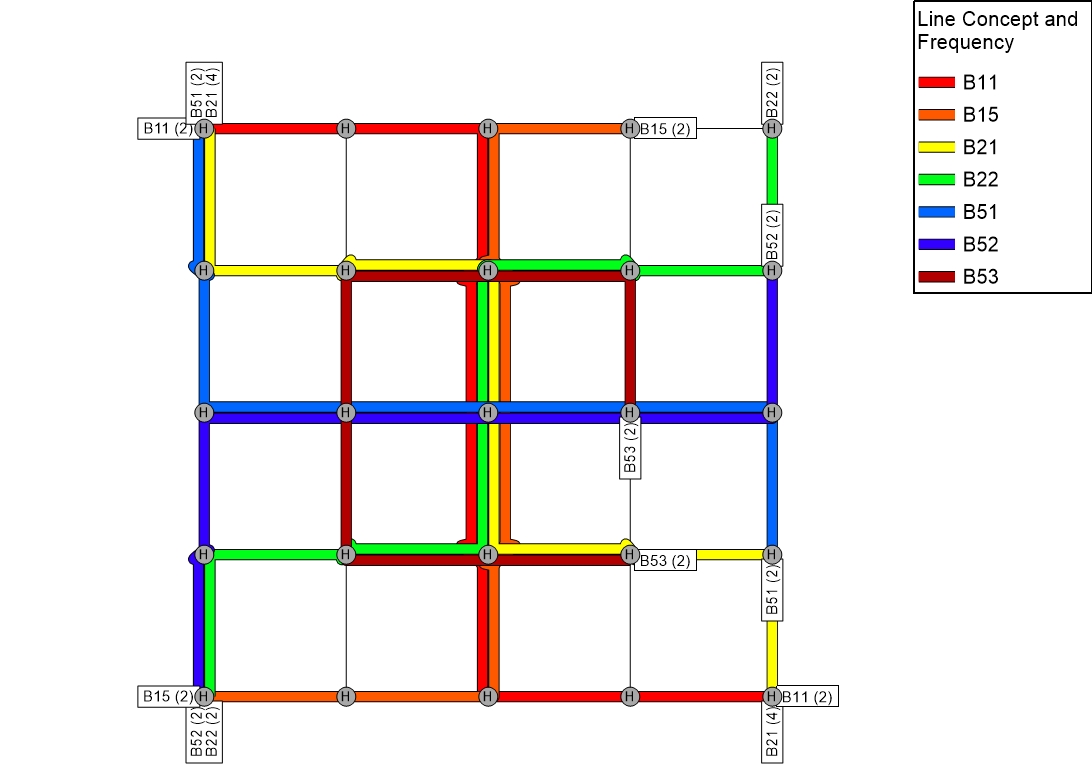 Line Concept and
Frequency
B11
B15
B21
B22
B51
B52
B53
B51 (2)
B21 (4)
B22 (2)
B11 (2)
H
H
H
H
B15 (2)
H
B52 (2)
H
H
H
H
H
H
H
H
H
H
B53 (2)
H
H
H
H
B53 (2)
H
B51 (2)
B15 (2)
H
H
H
H
H
B11 (2)
B52 (2)
B22 (2)
B21 (4)